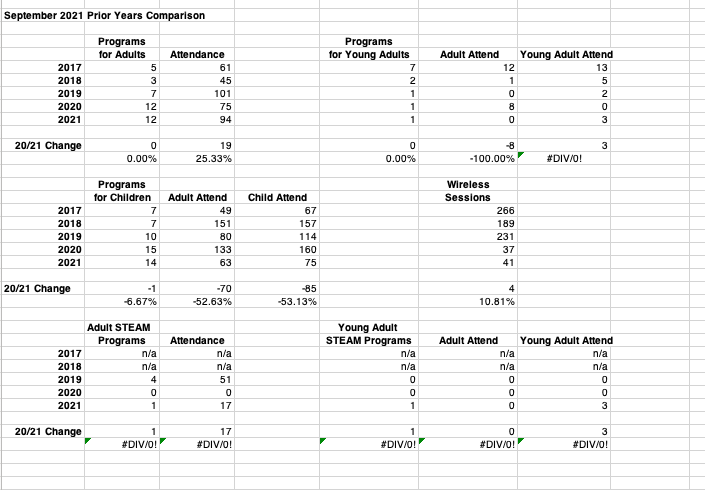 September 2021 Prior Years Comparison
Programs Programs
for Adults Attendance for Young Adults Adult Attend Young Adult Attend
2017 5 61 7 12 13
2018 3 45 2 1 5
2019 7 101 1 0 2
2020 12 75 1 8 0
2021 12 94 1 0 3
20/21 Change 0 19 0 -8 3
0.00% 25.33% 0.00% -100.00% #DIV/0!
Programs Wireless
for Children Adult Attend Child Attend Sessions
2017 7 49 67 266
2018 7 151 157 189
2019 10 80 114 231
2020 15 133 160 37
2021 14 63 75 41
20/21 Change -1 -70 -85 4
-6.67% -52.63% -53.13% 10.81%
Adult STEAM Young Adult
Programs Attendance STEAM Programs Adult Attend Young Adult Attend
2017 n/a n/a n/a n/a n/a
2018 n/a n/a n/a n/a n/a
2019 4 51 0 0 0
2020 0 0 0 0 0
2021 1 17 1 0 3
20/21 Change 1 17 1 0 3
#DIV/0! #DIV/0! #DIV/0! #DIV/0! #DIV/0!